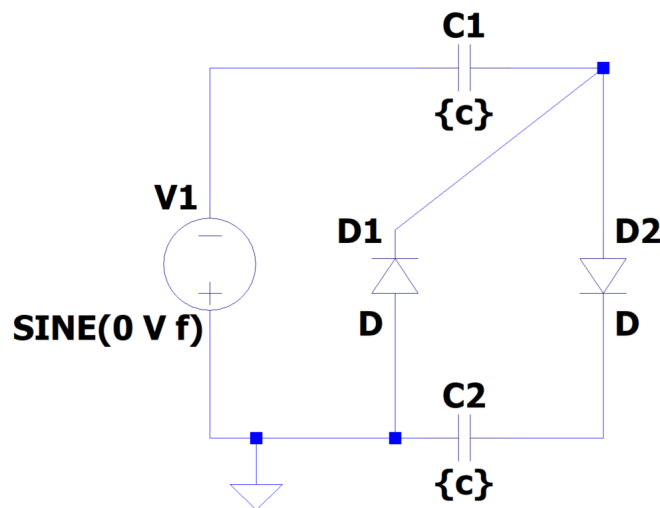 C1
{c}
V1
SINE(0 V f)
D1
D
D2
D
C2
{c}